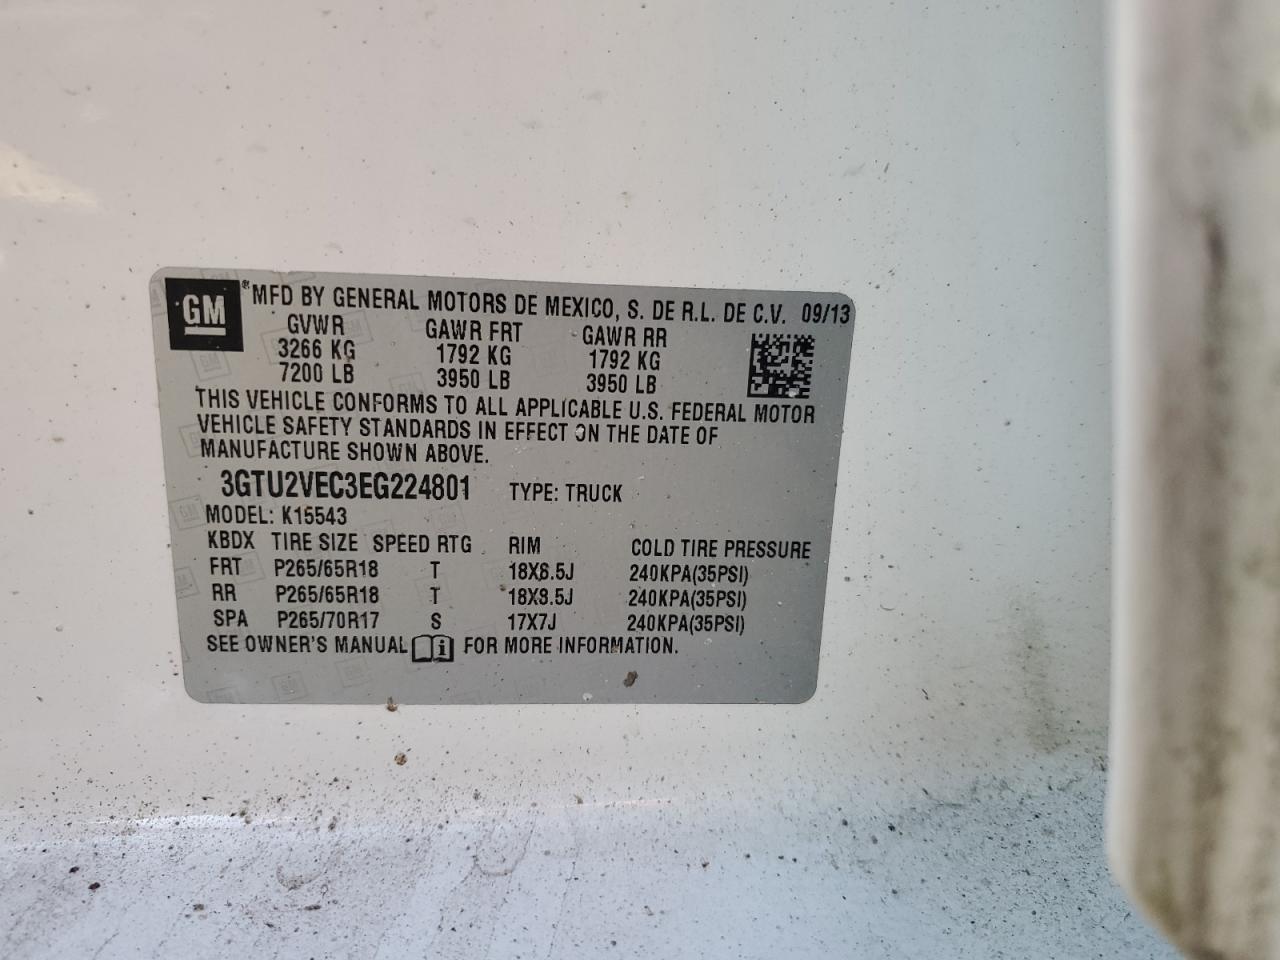 GM ® MFD BY GENERAL MOTORS DE MEXICO, S. DE R.L. DE C.V. 09/13
GVWR GAWR FRT GAWR RR
3266 KG 1792 KG 1792 KG
7200 LB 3950 LB 3950 LB
THIS VEHICLE CONFORMS TO ALL APPLICABLE U.S. FEDERAL MOTOR
VEHICLE SAFETY STANDARDS IN EFFECT ON THE DATE OF
MANUFACTURE SHOWN ABOVE.
3GTU2VEC3EG224801 TYPE: TRUCK
MODEL: K15543
KBDX TIRE SIZE SPEED RTG RIM COLD TIRE PRESSURE
FRT P265/65R18 T 18X8.5J 240KPA(35PSI)
RR P265/65R18 T 18X8.5J 240KPA(35PSI)
SPA P265/70R17 S 17X7J 240KPA(35PSI)
SEE OWNER'S MANUAL i FOR MORE INFORMATION.